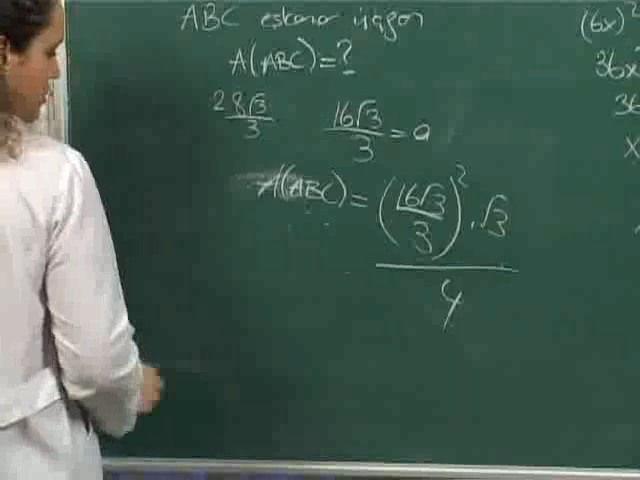 ABC eşkenar üçgen
A(ABC)=?
2 8√3/3
16√3/3 = a
A(ABC) = (16√3/3)² . √3 / 4
(6x)²
36x
36
x